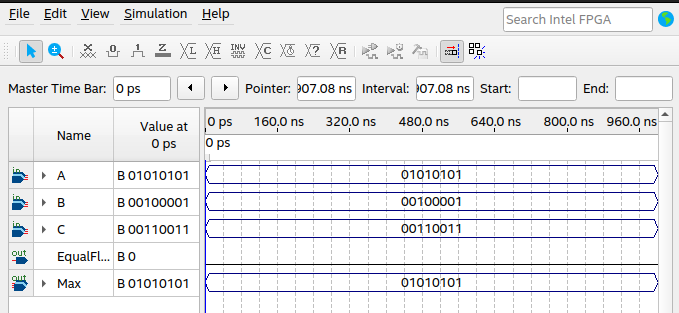 File Edit View Simulation Help
Search Intel FPGA
Master Time Bar: 0 ps Pointer: 907.08 ns Interval: 907.08 ns Start: End:
Name Value at 0 ps
0 ps 160.0 ns 320.0 ns 480.0 ns 640.0 ns 800.0 ns 960.0 ns
0 ps
in A B 01010101 01010101
in B B 00100001 00100001
in C B 00110011 00110011
out EqualFl... B 0
out Max B 01010101 01010101